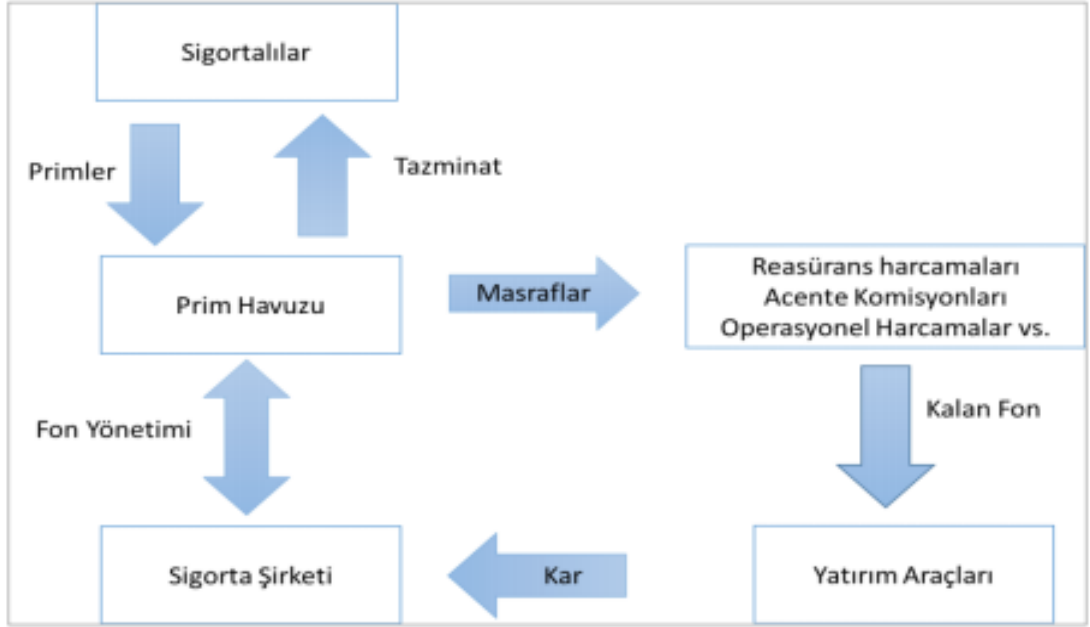 Sigortalılar
Primler
Tazminat
Prim Havuzu
Masraflar
Reasürans harcamaları
Acente Komisyonları
Operasyonel Harcamalar vs.
Fon Yönetimi
Kalan Fon
Sigorta Şirketi
Kar
Yatırım Araçları